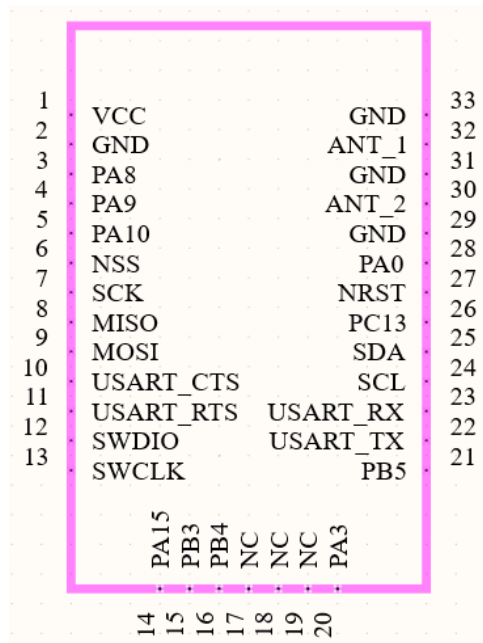 1 33
VCC GND
2 32
GND ANT_1
3 31
PA8 GND
4 30
PA9 ANT_2
5 29
PA10 GND
6 28
NSS PA0
7 27
SCK NRST
8 26
MISO PC13
9 25
MOSI SDA
10 24
USART_CTS SCL
11 23
USART_RTS USART_RX
12 22
SWDIO USART_TX
13 21
SWCLK PB5
PA15 PB3 PB4 NC NC NC PA3
14 15 16 17 18 19 20